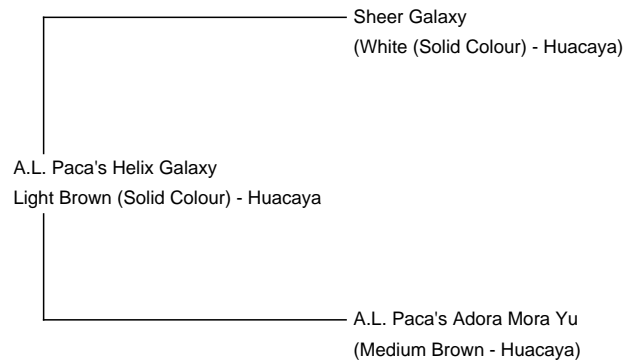 Sheer Galaxy
(White (Solid Colour) - Huacaya)
A.L. Paca's Helix Galaxy
Light Brown (Solid Colour) - Huacaya
A.L. Paca's Adora Mora Yu
(Medium Brown - Huacaya)